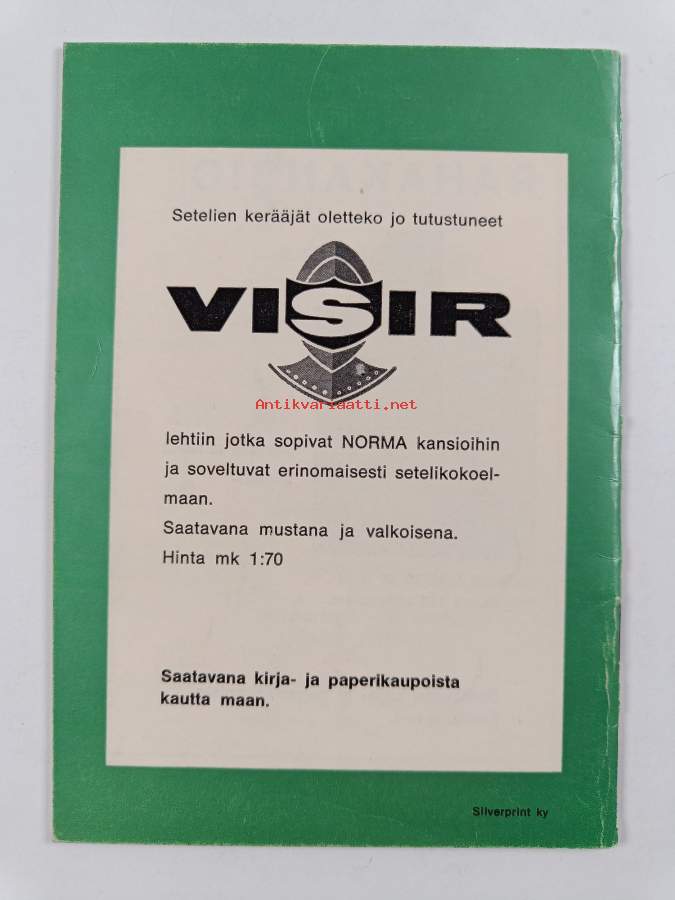 Setelien kerääjät oletteko jo tutustuneet
VISIR
Antikvariaatti.net
lehtiin jotka sopivat NORMA kansioihin
ja soveltuvat erinomaisesti setelikokoel-
maan.
Saatavana mustana ja valkoisena.
Hinta mk 1:70
Saatavana kirja- ja paperikaupoista
kautta maan.
Silverprint ky